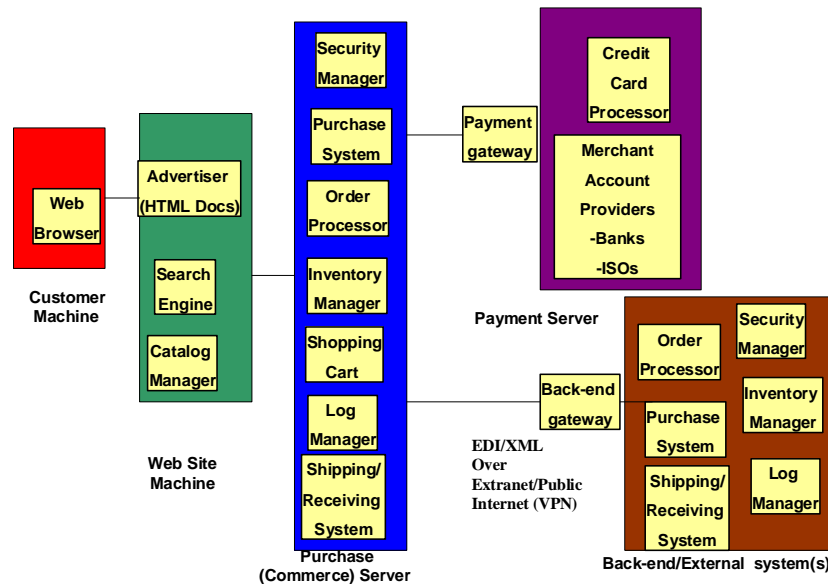 Web
Browser
Customer
Machine
Advertiser
(HTML Docs)
Search
Engine
Catalog
Manager
Web Site
Machine
Security
Manager
Purchase
System
Order
Processor
Inventory
Manager
Shopping
Cart
Log
Manager
Shipping/
Receiving
System
Purchase
(Commerce) Server
Payment
gateway
Credit
Card
Processor
Merchant
Account
Providers
-Banks
-ISOs
Payment Server
Back-end
gateway
EDI/XML
Over
Extranet/Public
Internet (VPN)
Order
Processor
Security
Manager
Purchase
System
Inventory
Manager
Shipping/
Receiving
System
Log
Manager
Back-end/External system(s)